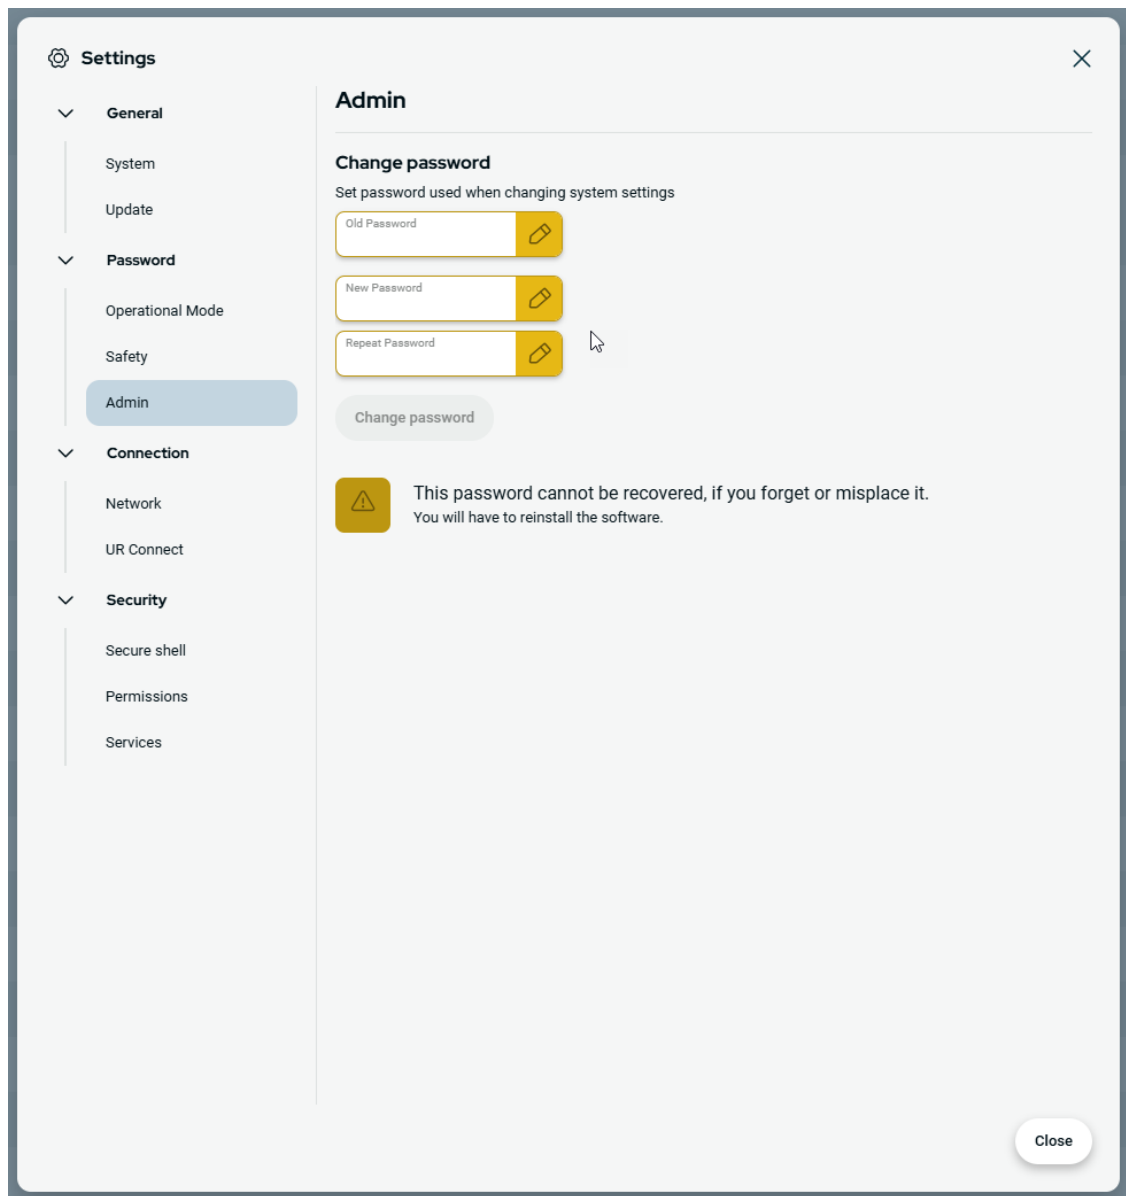 Settings
General
System
Update
Password
Operational Mode
Safety
Admin
Connection
Network
UR Connect
Security
Secure shell
Permissions
Services
Admin
Change password
Set password used when changing system settings
Old Password
New Password
Repeat Password
Change password
This password cannot be recovered, if you forget or misplace it.
You will have to reinstall the software.
Close